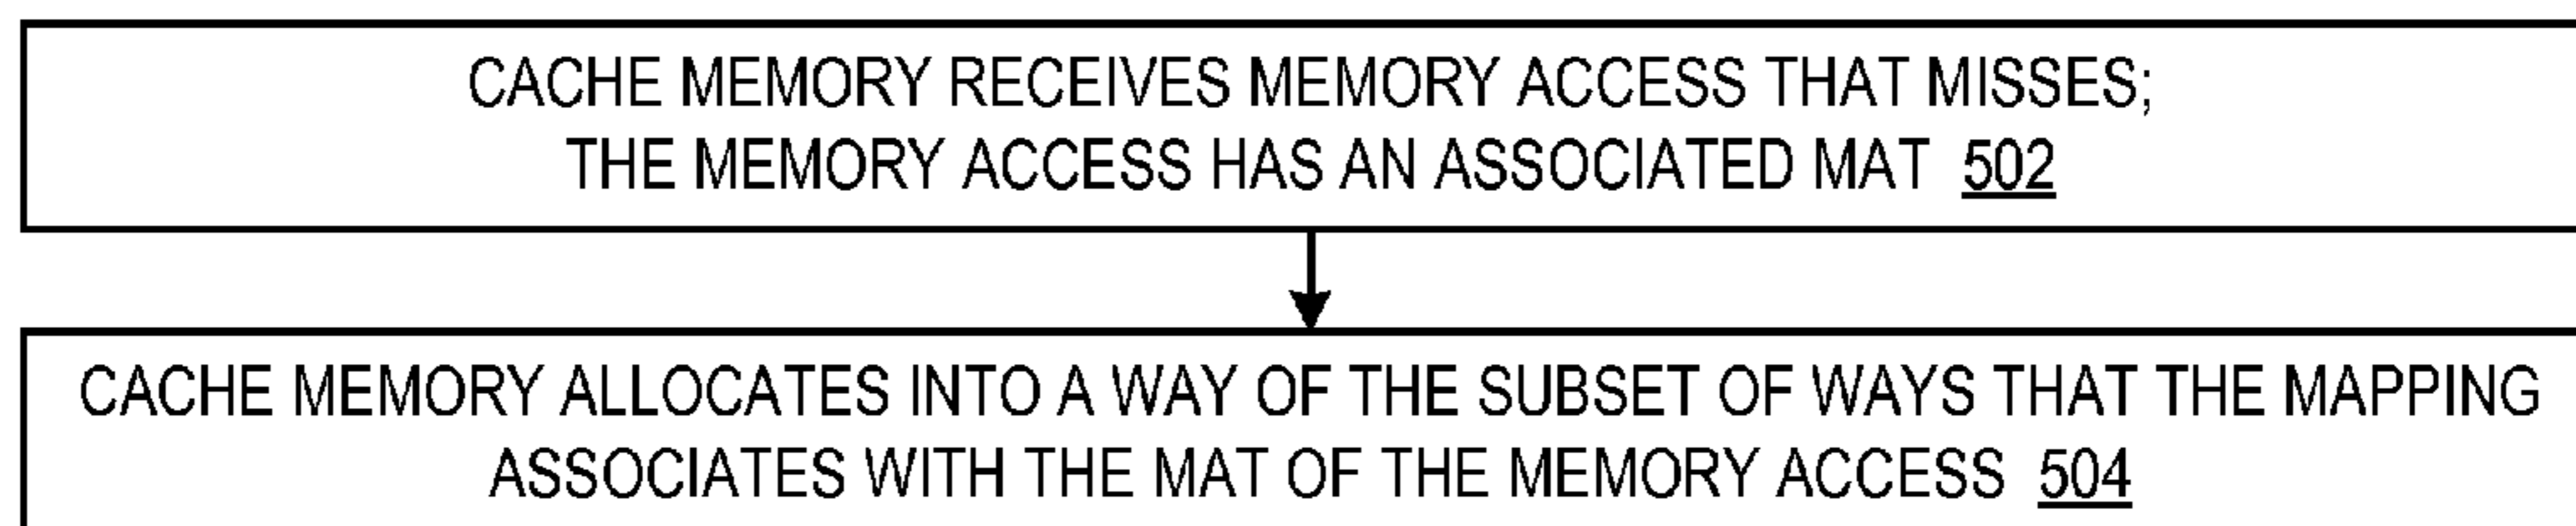 CACHE MEMORY RECEIVES MEMORY ACCESS THAT MISSES;
THE MEMORY ACCESS HAS AN ASSOCIATED MAT 502
CACHE MEMORY ALLOCATES INTO A WAY OF THE SUBSET OF WAYS THAT THE MAPPING
ASSOCIATES WITH THE MAT OF THE MEMORY ACCESS 504